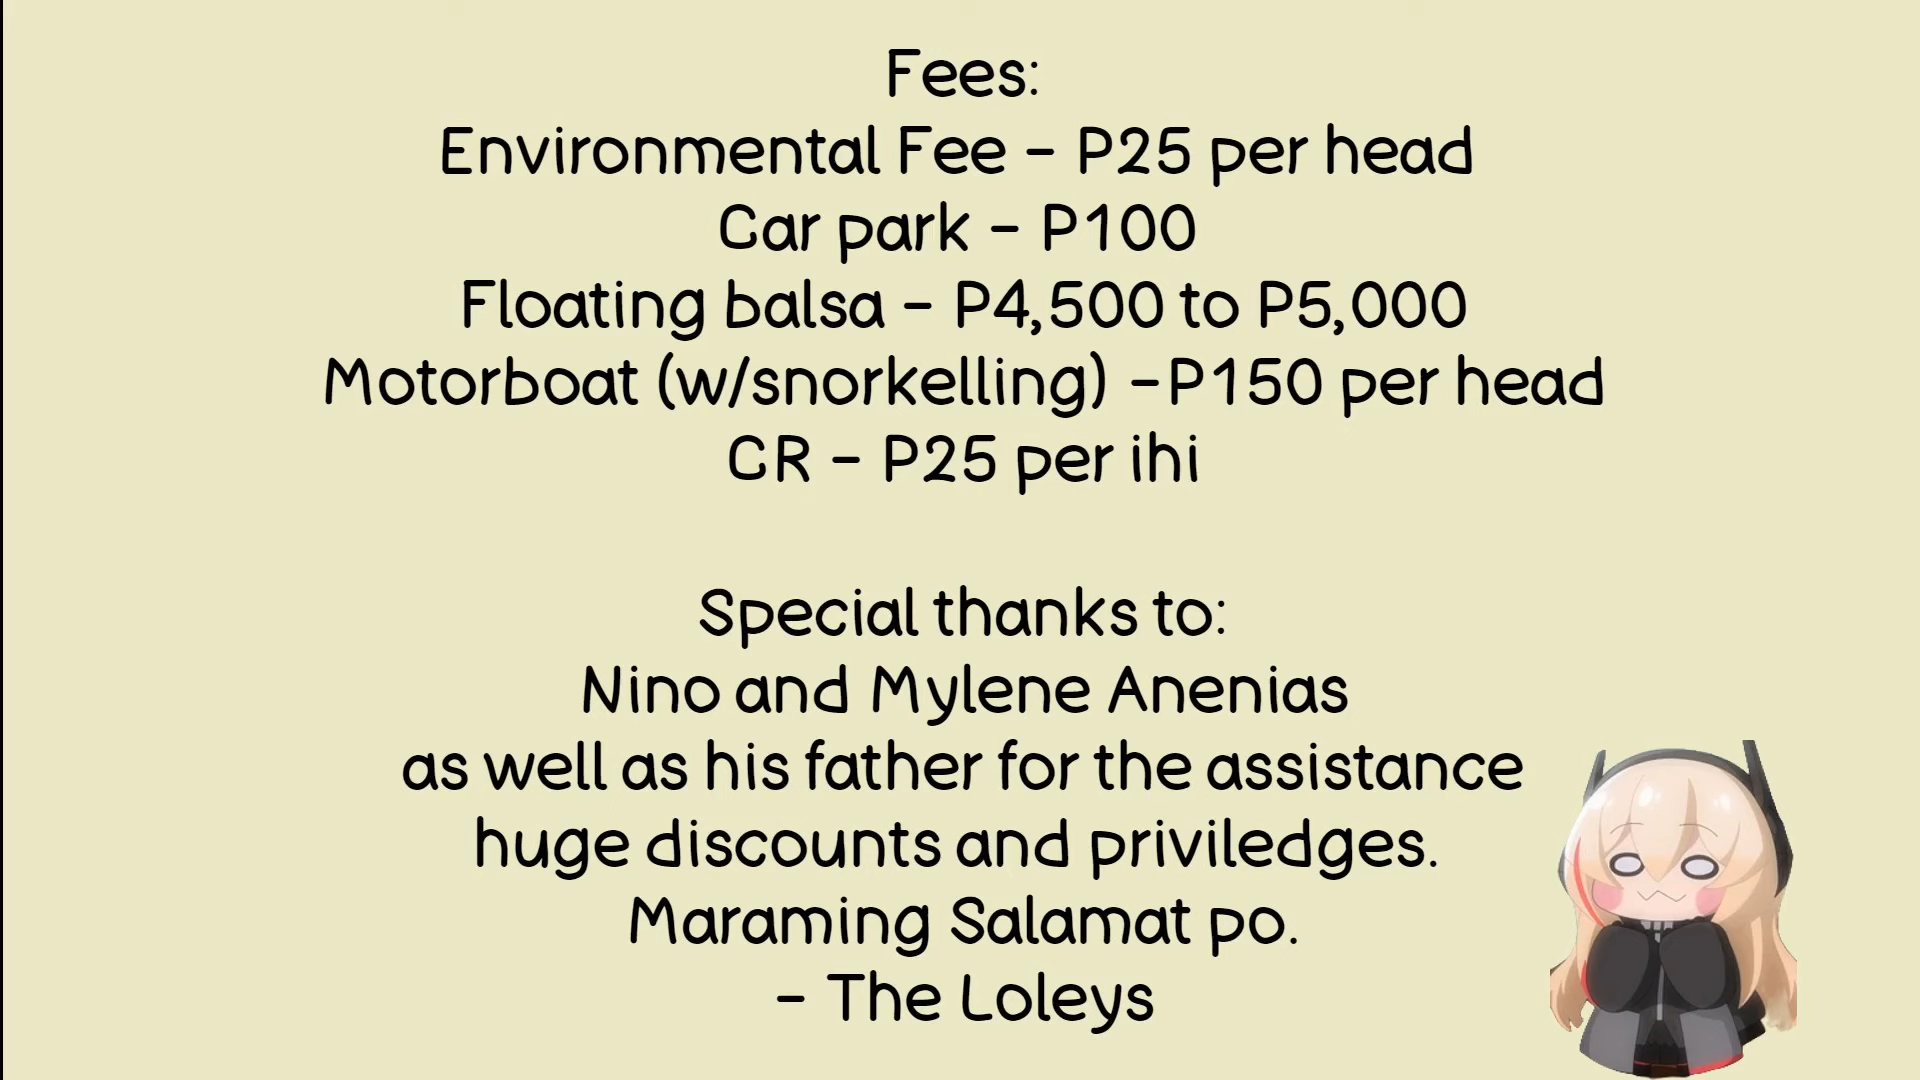 Fees:
Environmental Fee - P25 per head
Car park - P100
Floating balsa - P4,500 to P5,000
Motorboat (w/snorkelling) -P150 per head
CR - P25 per ihi
Special thanks to:
Nino and Mylene Anenias
as well as his father for the assistance
huge discounts and priviledges.
Maraming Salamat po.
- The Loleys